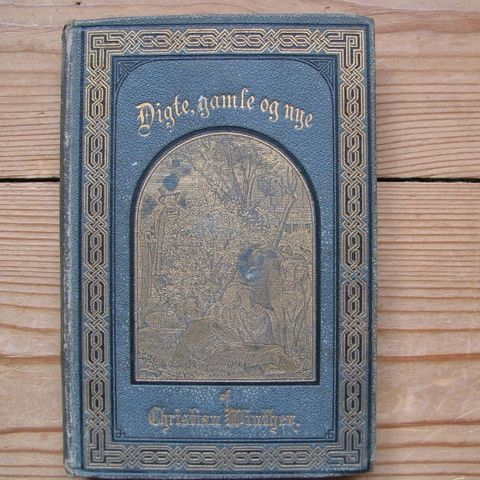 Digte, gamle og nye
af
Christian Winther.